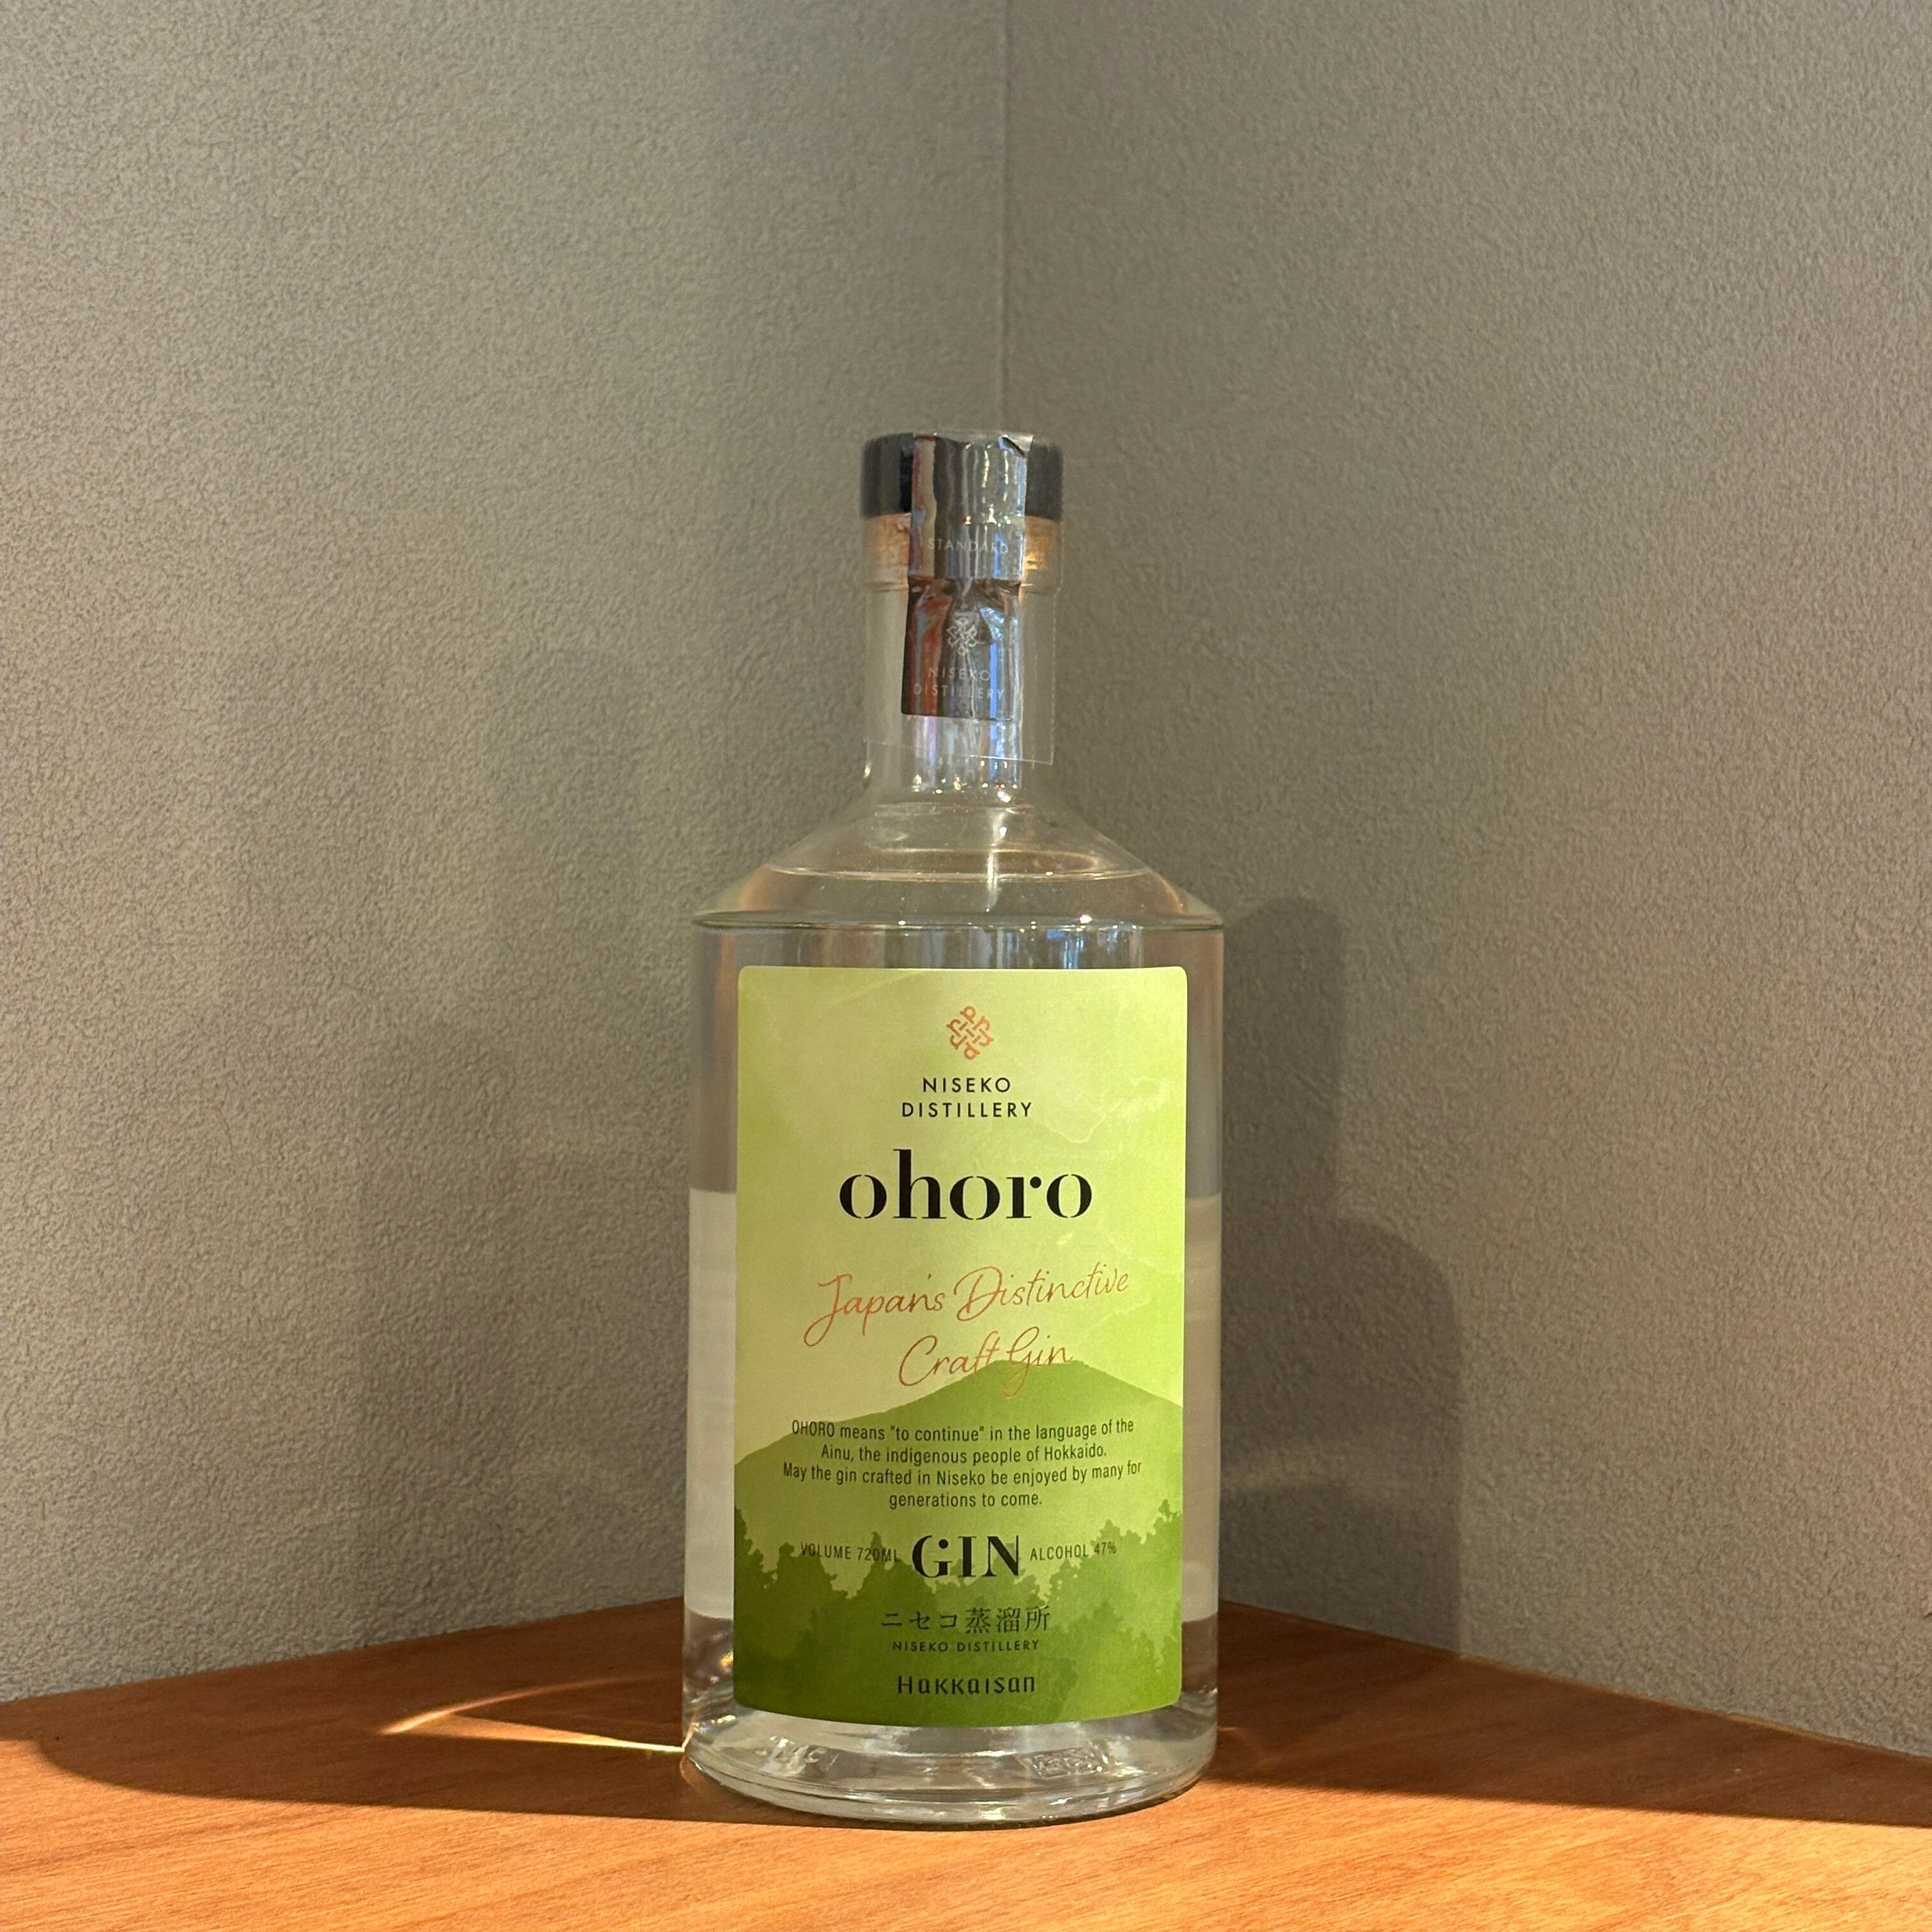 STANDARD
NISEKO
DISTILLERY
NISEKO
DISTILLERY
ohoro
Japan's Distinctive
Craft Gin
OHORO means "to continue" in the language of the
Ainu, the indigenous people of Hokkaido.
May the gin crafted in Niseko be enjoyed by many for
generations to come.
VOLUME 720ML GIN ALCOHOL 47%
ニセコ蒸溜所
NISEKO DISTILLERY
HaKKaISan